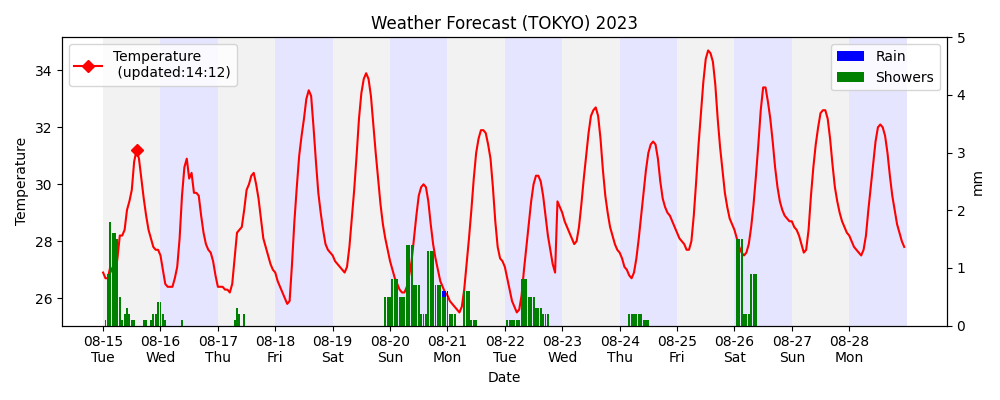 Weather Forecast (TOKYO) 2023
Temperature
(updated:14:12)
Rain
Showers
Temperature
34
32
30
28
26
5
4
3
2
1
0
mm
08-15 08-16 08-17 08-18 08-19 08-20 08-21 08-22 08-23 08-24 08-25 08-26 08-27 08-28
Tue Wed Thu Fri Sat Sun Mon Tue Wed Thu Fri Sat Sun Mon
Date